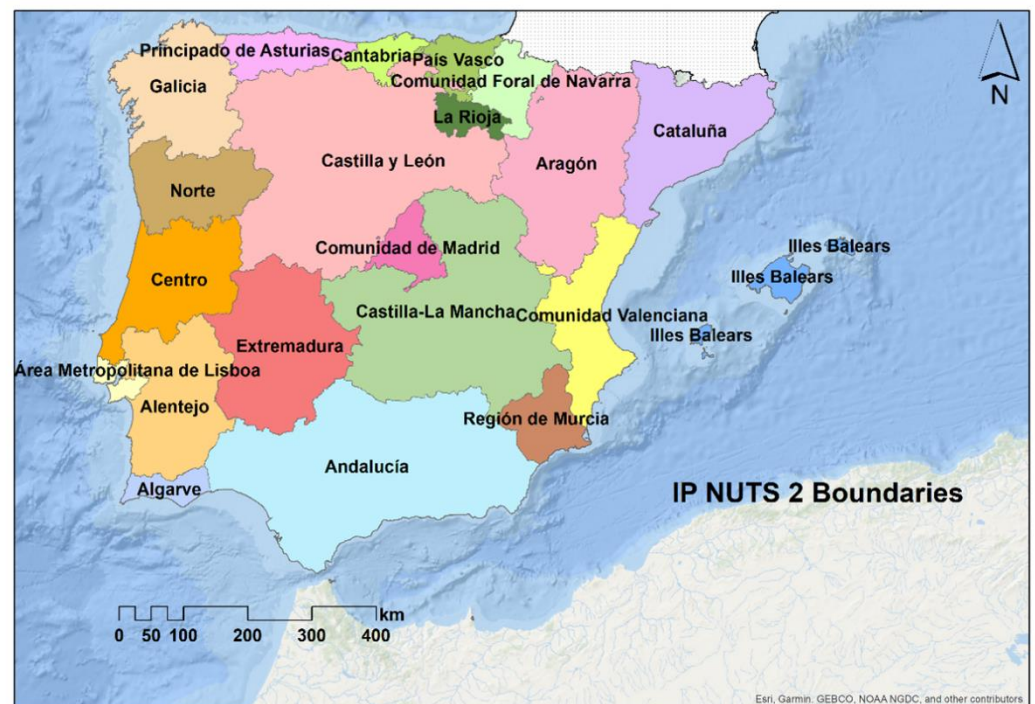 Principado de Asturias
Cantabria
País Vasco
Galicia
Comunidad Foral de Navarra
N
La Rioja
Cataluña
Castilla y León
Aragón
Norte
Comunidad de Madrid
Illes Balears
Illes Balears
Centro
Castilla-La Mancha
Comunidad Valenciana
Illes Balears
Extremadura
Área Metropolitana de Lisboa
Alentejo
Región de Murcia
Andalucía
Algarve
IP NUTS 2 Boundaries
km
0 50 100 200 300 400
Esri, Garmin. GEBCO, NOAA NGDC, and other contributors